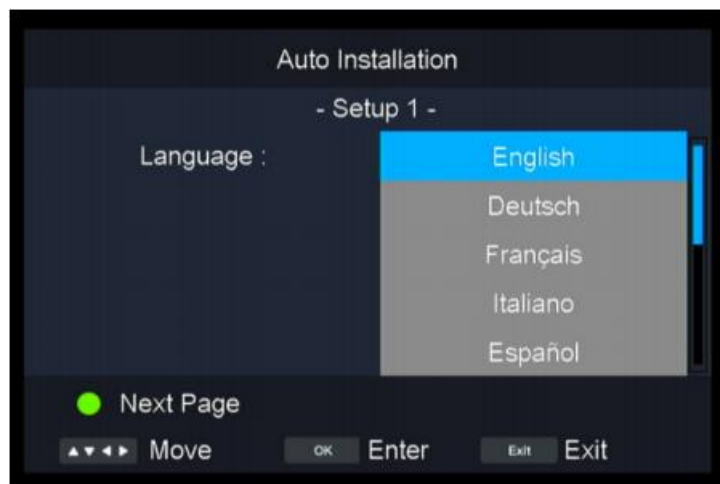 Auto Installation
- Setup 1 -
Language : English
Deutsch
Français
Italiano
Español
Next Page
▲▼◄► Move OK Enter Exit Exit